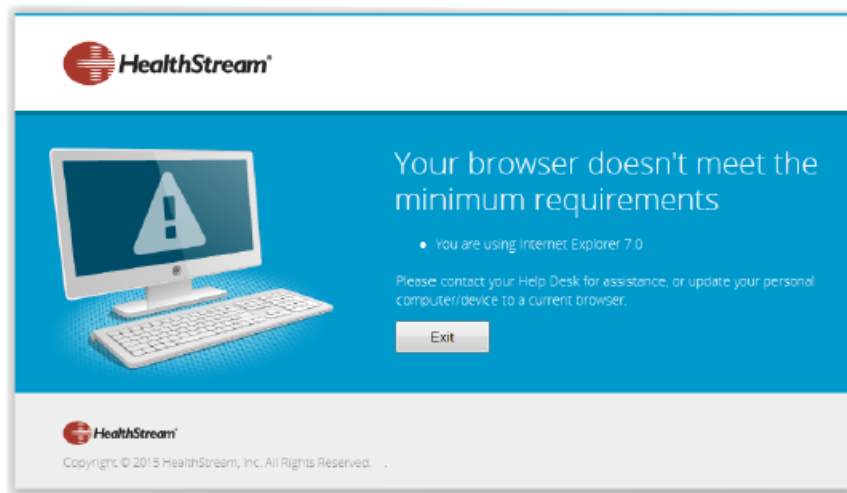 HealthStream®
Your browser doesn't meet the
minimum requirements
• You are using Internet Explorer 7.0
Please contact your Help Desk for assistance, or update your personal
computer/device to a current browser.
Exit
HealthStream®
Copyright © 2015 HealthStream, Inc. All Rights Reserved. .